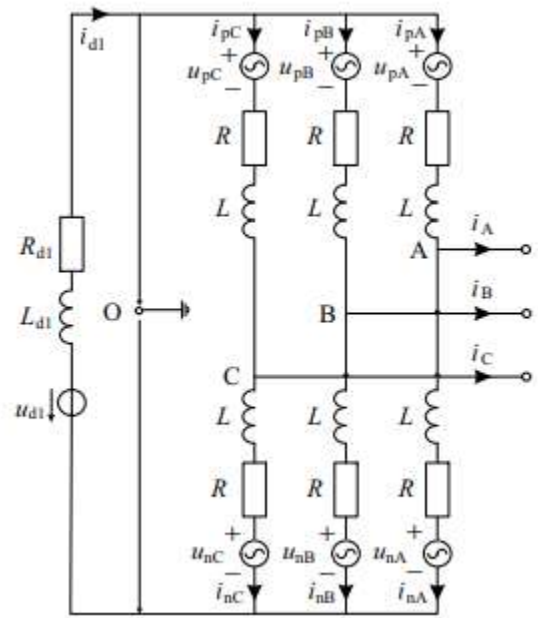 i_d1 i_pC i_pB i_pA
+ + +
u_pC u_pB u_pA
− − −
R R R
L L L
R_d1
i_A
A
L_d1
O
B
i_B
C
i_C
u_d1
L L L
R R R
+ + +
u_nC u_nB u_nA
− − −
i_nC i_nB i_nA